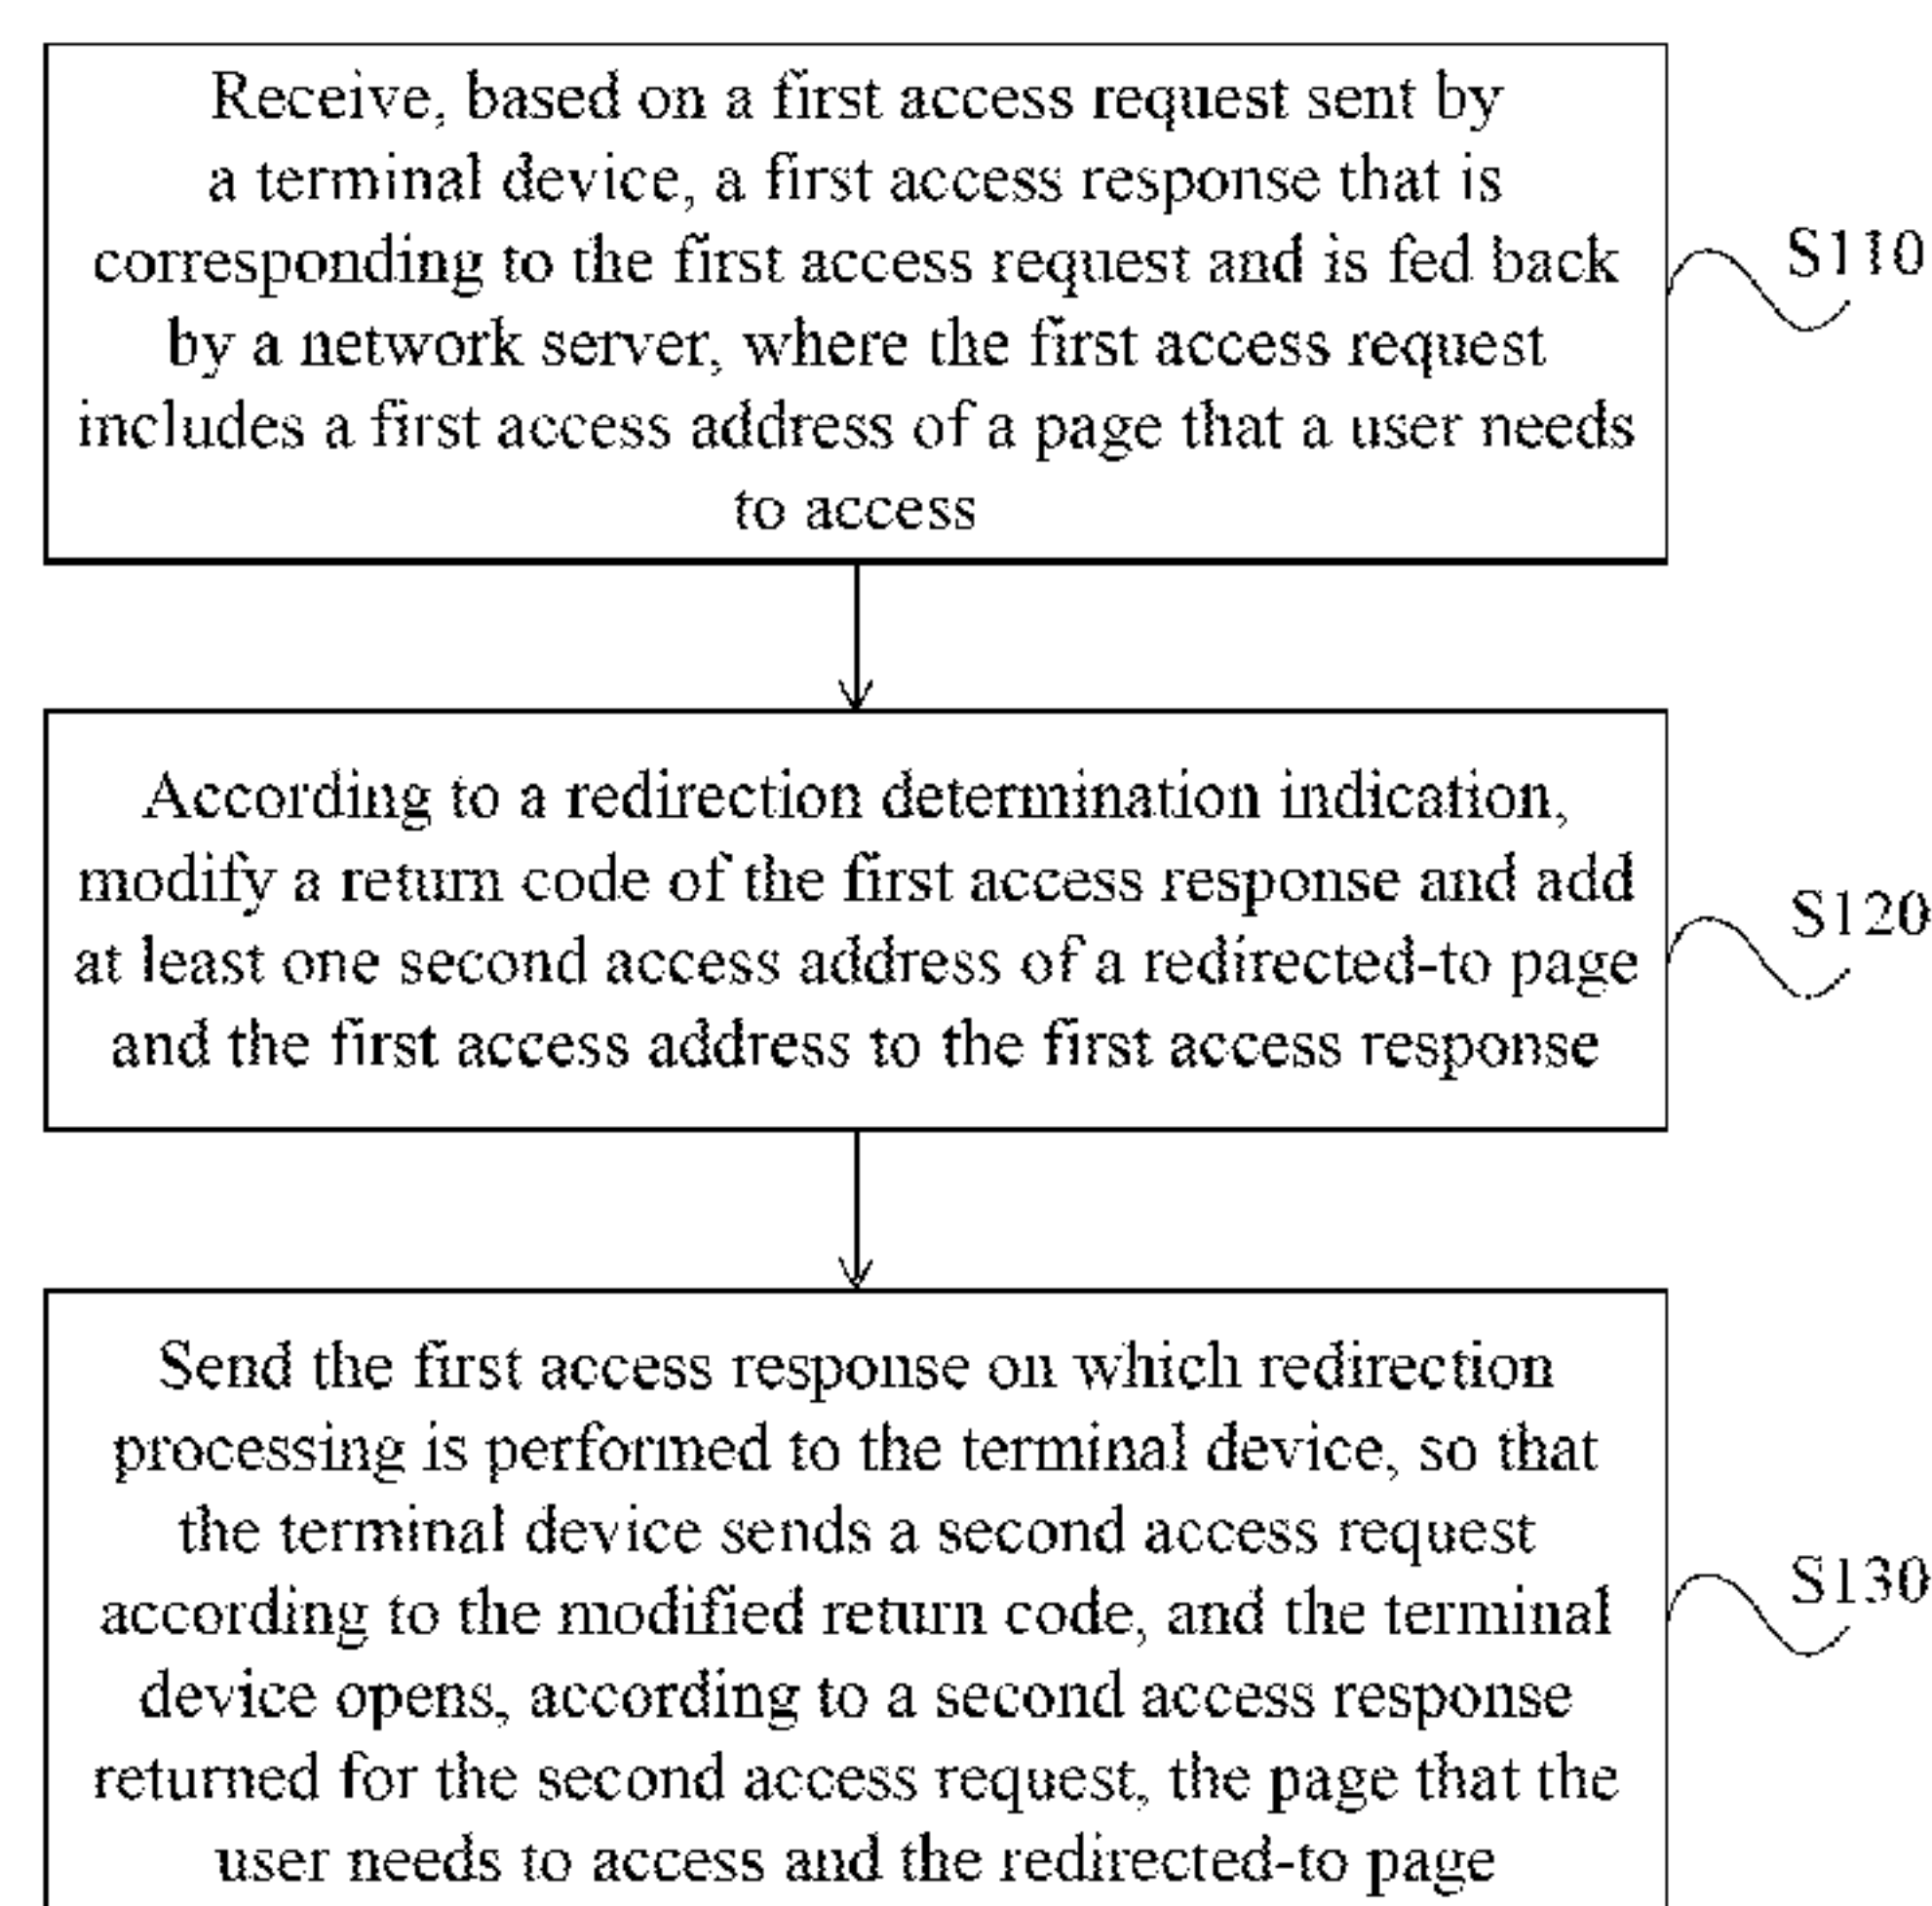 Receive, based on a first access request sent by
a terminal device, a first access response that is
corresponding to the first access request and is fed back
by a network server, where the first access request
includes a first access address of a page that a user needs
to access
S110
According to a redirection determination indication,
modify a return code of the first access response and add
at least one second access address of a redirected-to page
and the first access address to the first access response
S120
Send the first access response on which redirection
processing is performed to the terminal device, so that
the terminal device sends a second access request
according to the modified return code, and the terminal
device opens, according to a second access response
returned for the second access request, the page that the
user needs to access and the redirected-to page
S130